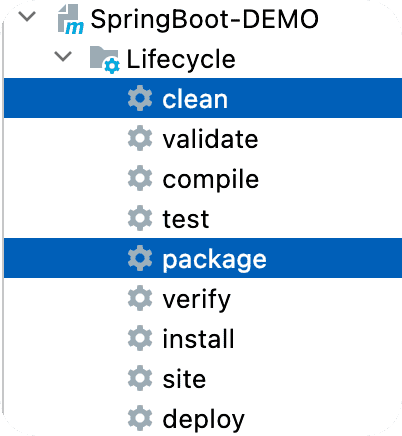 SpringBoot-DEMO
Lifecycle
clean
validate
compile
test
package
verify
install
site
deploy